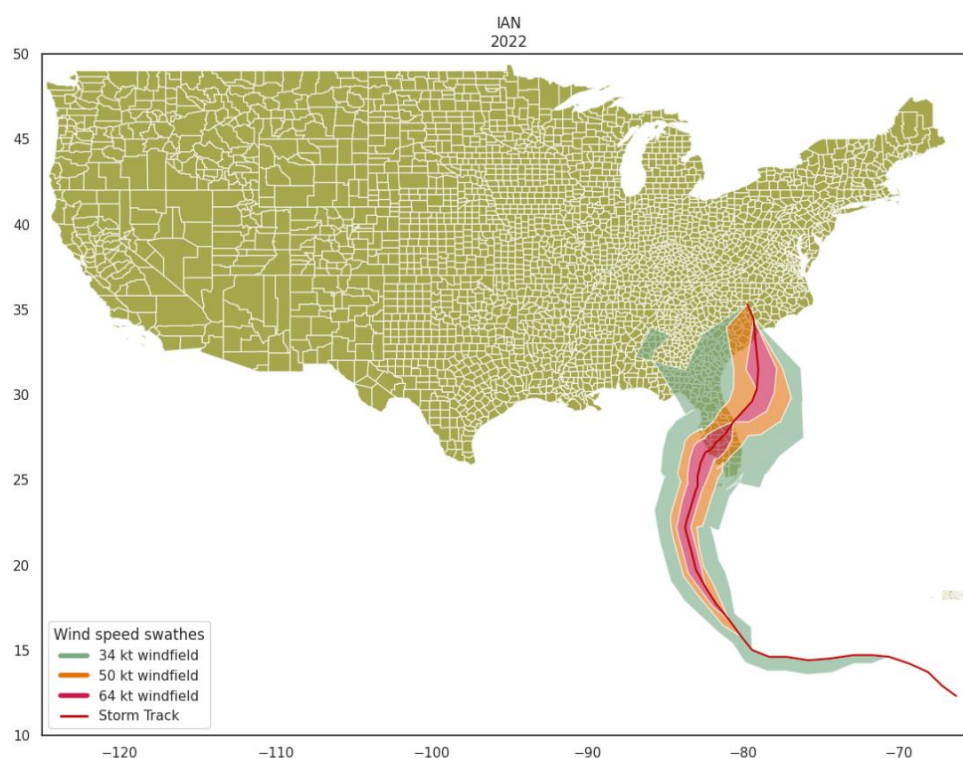 IAN
2022
50
45
40
35
30
25
20
15
10
Wind speed swathes
34 kt windfield
50 kt windfield
64 kt windfield
Storm Track
−120
−110
−100
−90
−80
−70